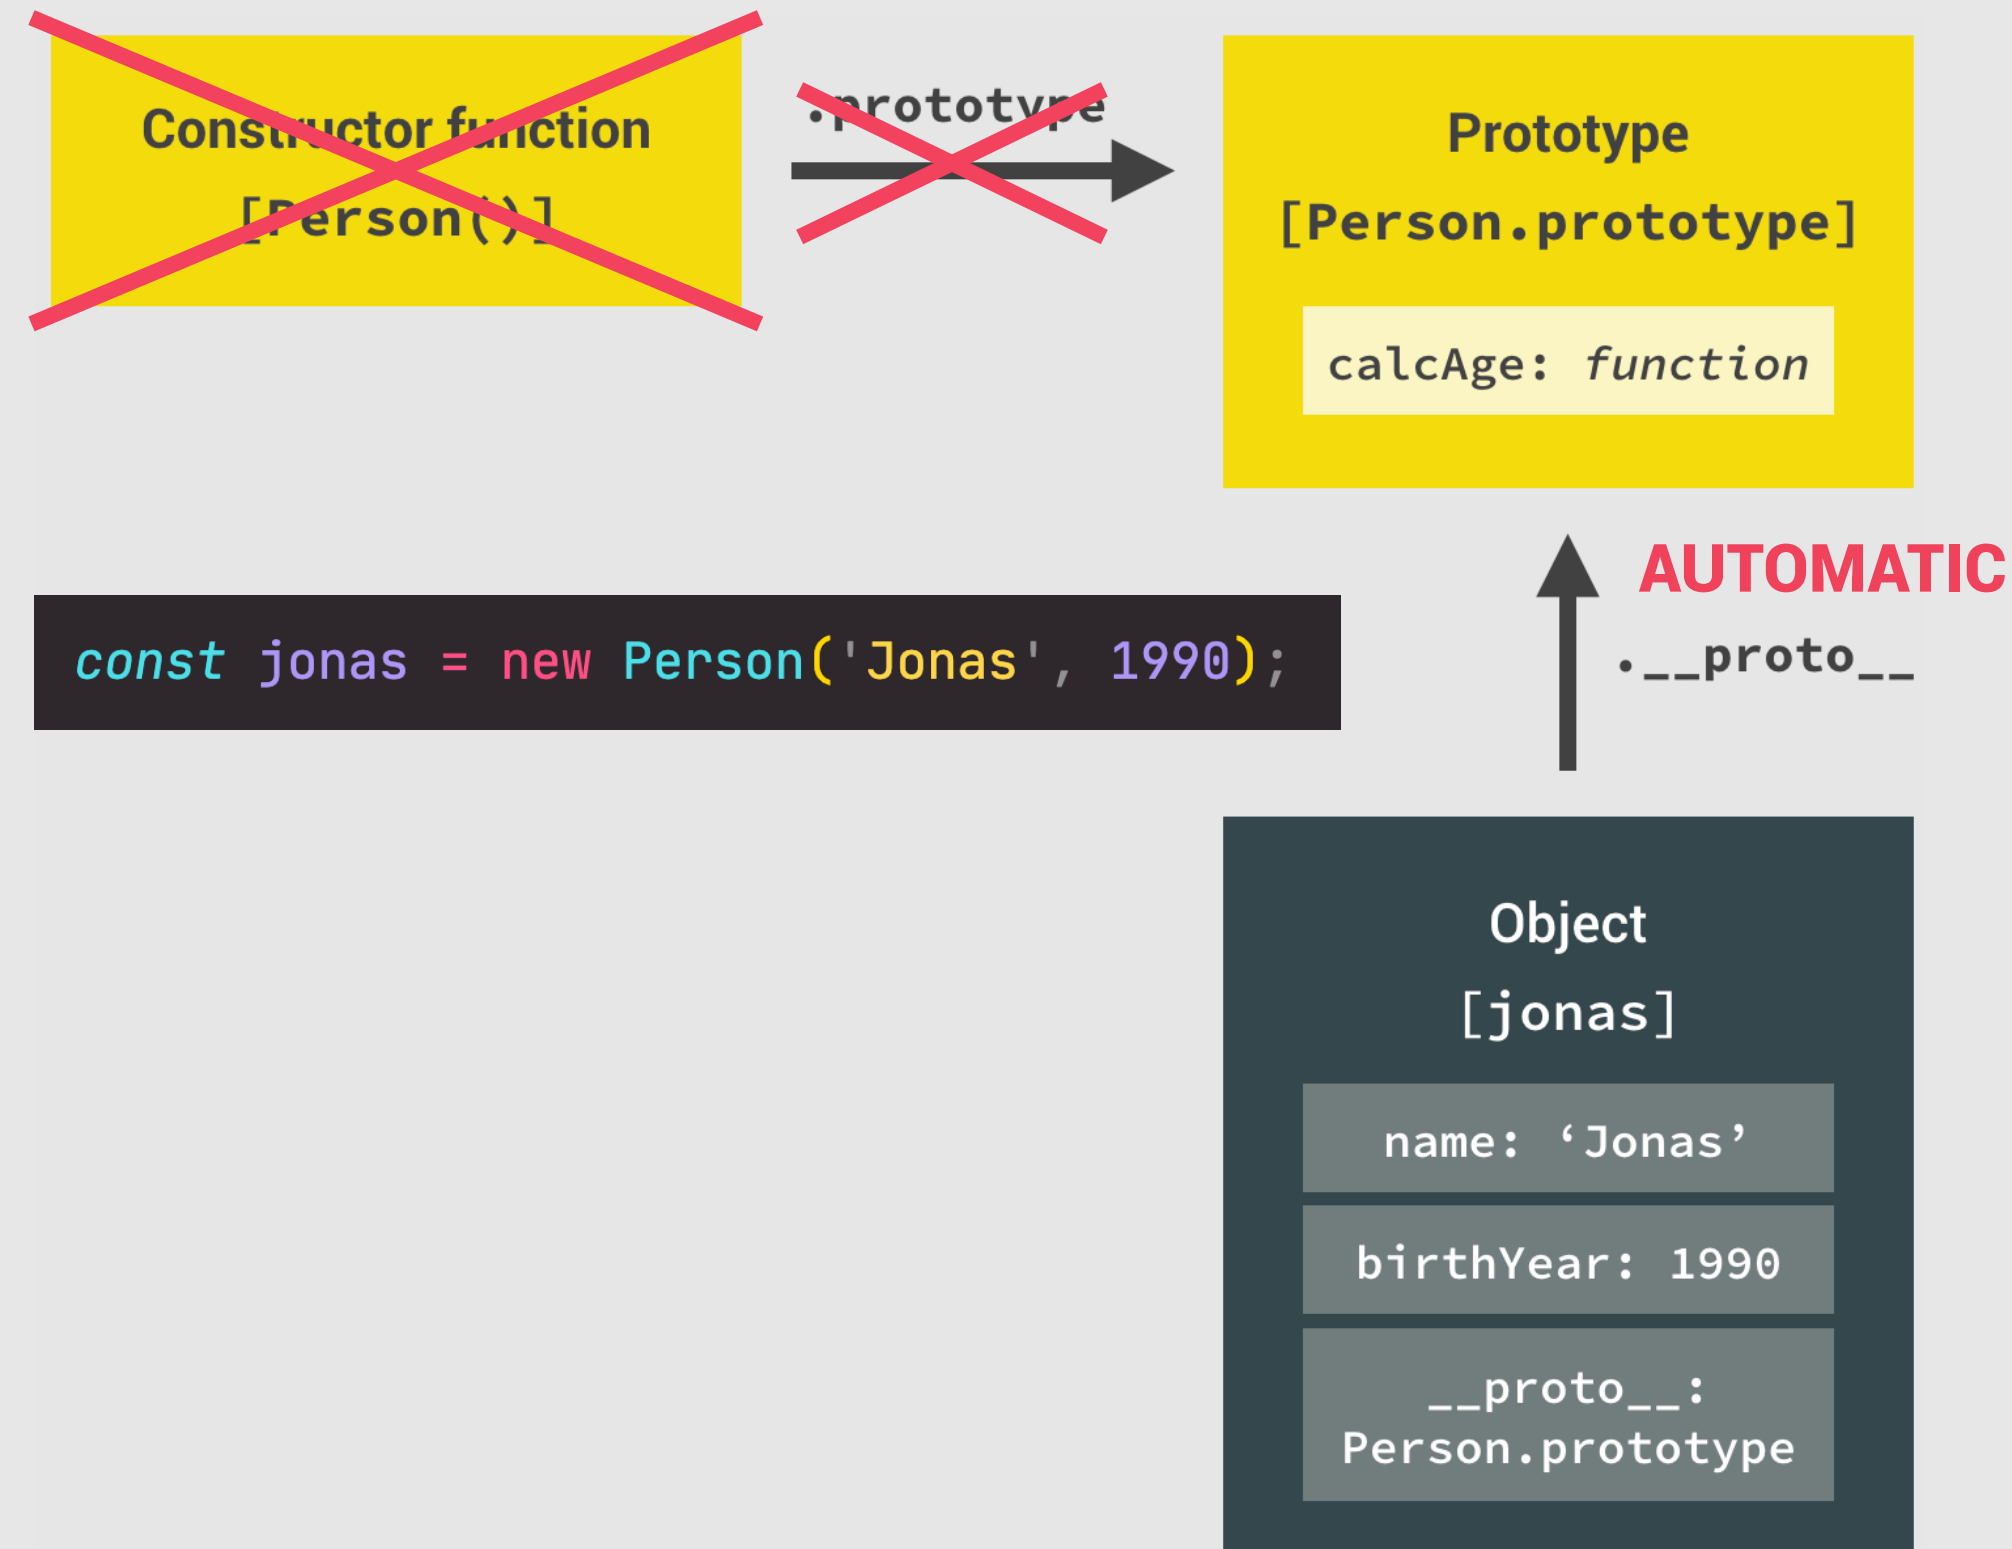 Constructor function
[Person()]
.prototype
Prototype
[Person.prototype]
calcAge: function
AUTOMATIC
.__proto__
const jonas = new Person('Jonas', 1990);
Object
[jonas]
name: ‘Jonas’
birthYear: 1990
__proto__:
Person.prototype